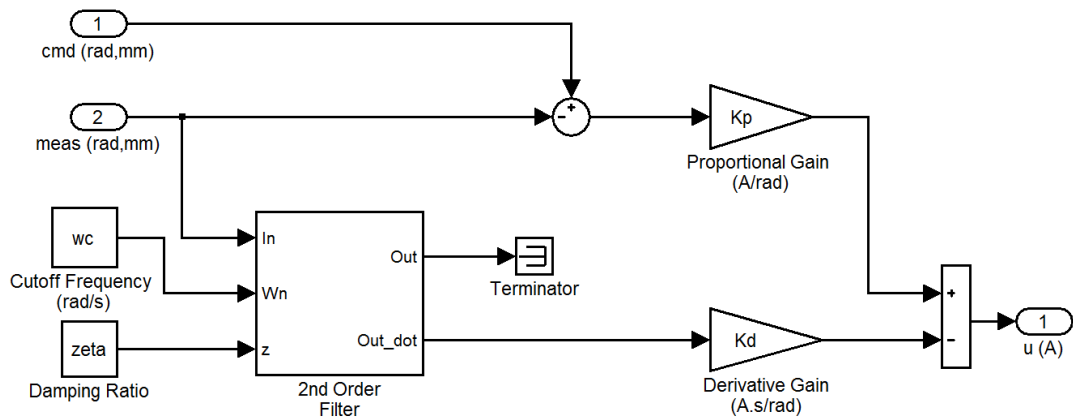 1
cmd (rad,mm)
2
meas (rad,mm)
+
-
Kp
Proportional Gain
(A/rad)
wc
Cutoff Frequency
(rad/s)
zeta
Damping Ratio
In
Wn
z
Out
Out_dot
2nd Order
Filter
Terminator
Kd
Derivative Gain
(A.s/rad)
+
-
1
u (A)